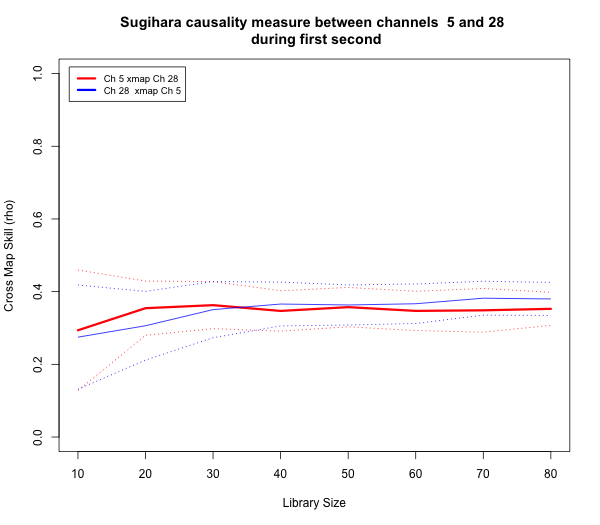 Sugihara causality measure between channels  5 and 28
during first second
Ch 5 xmap Ch 28
Ch 28  xmap Ch 5
Cross Map Skill (rho)
1.0
0.8
0.6
0.4
0.2
0.0
10 20 30 40 50 60 70 80
Library Size